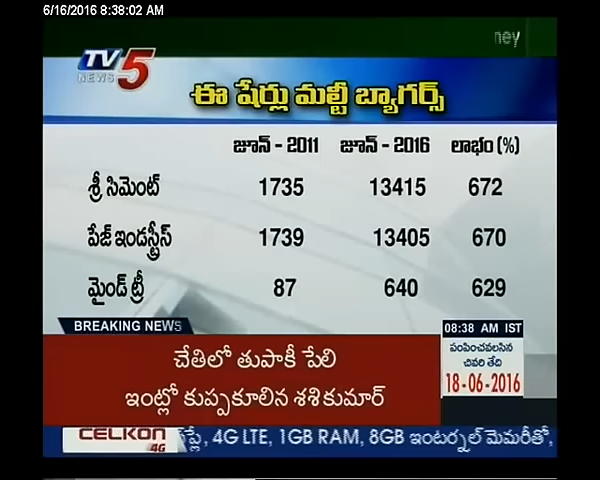 6/16/2016 8:38:02 AM
ney
TV5
NEWS
ఈ షేర్లు మల్టీ బ్యాగర్స్
జూన్ - 2011 జూన్ - 2016 లాభం (%)
శ్రీ సిమెంట్ 1735 13415 672
పేజ్ ఇండస్ట్రీస్ 1739 13405 670
మైండ్ ట్రీ 87 640 629
BREAKING NEWS
చేతిలో తుపాకీ పేలి
ఇంట్లో కుప్పకూలిన శశికుమార్
08:38 AM IST
పంపించవలసిన
చివరి తేది
18-06-2016
CELKON
4G
స్ప్లే, 4G LTE, 1GB RAM, 8GB ఇంటర్నల్ మెమరీతో,